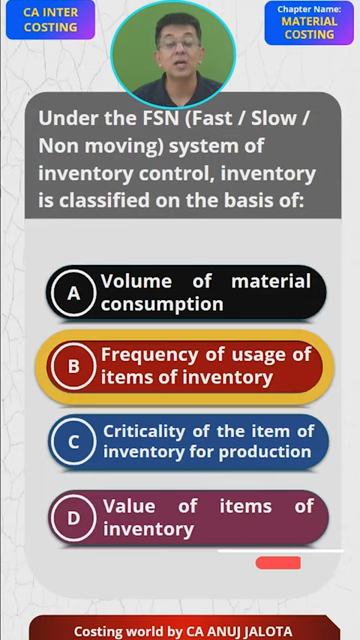 CA INTER
COSTING
Chapter Name:
MATERIAL
COSTING
Under the FSN (Fast / Slow /
Non moving) system of
inventory control, inventory
is classified on the basis of:
A
Volume of material
consumption
B
Frequency of usage of
items of inventory
C
Criticality of the item of
inventory for production
D
Value of items of
inventory
Costing world by CA ANUJ JALOTA